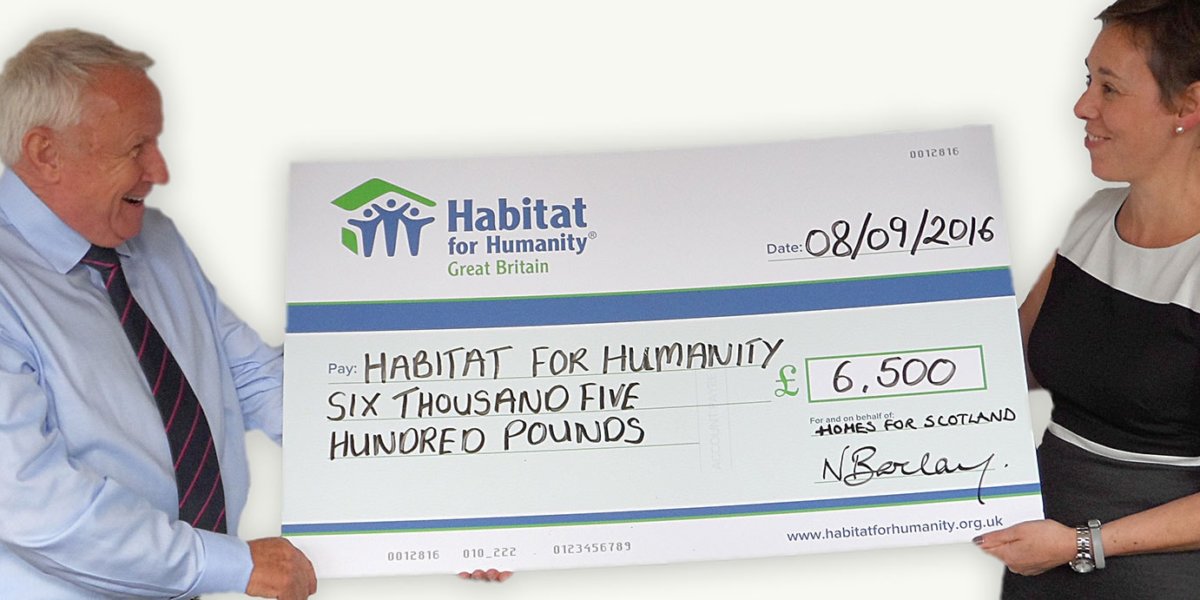 0012816
Habitat
for Humanity®
Great Britain
Date: 08/09/2016
Pay: HABITAT FOR HUMANITY
SIX THOUSAND FIVE
HUNDRED POUNDS
£ 6,500
For and on behalf of:
HOMES FOR SCOTLAND
NBarclay.
www.habitatforhumanity.org.uk
0012816 010_222 0123456789